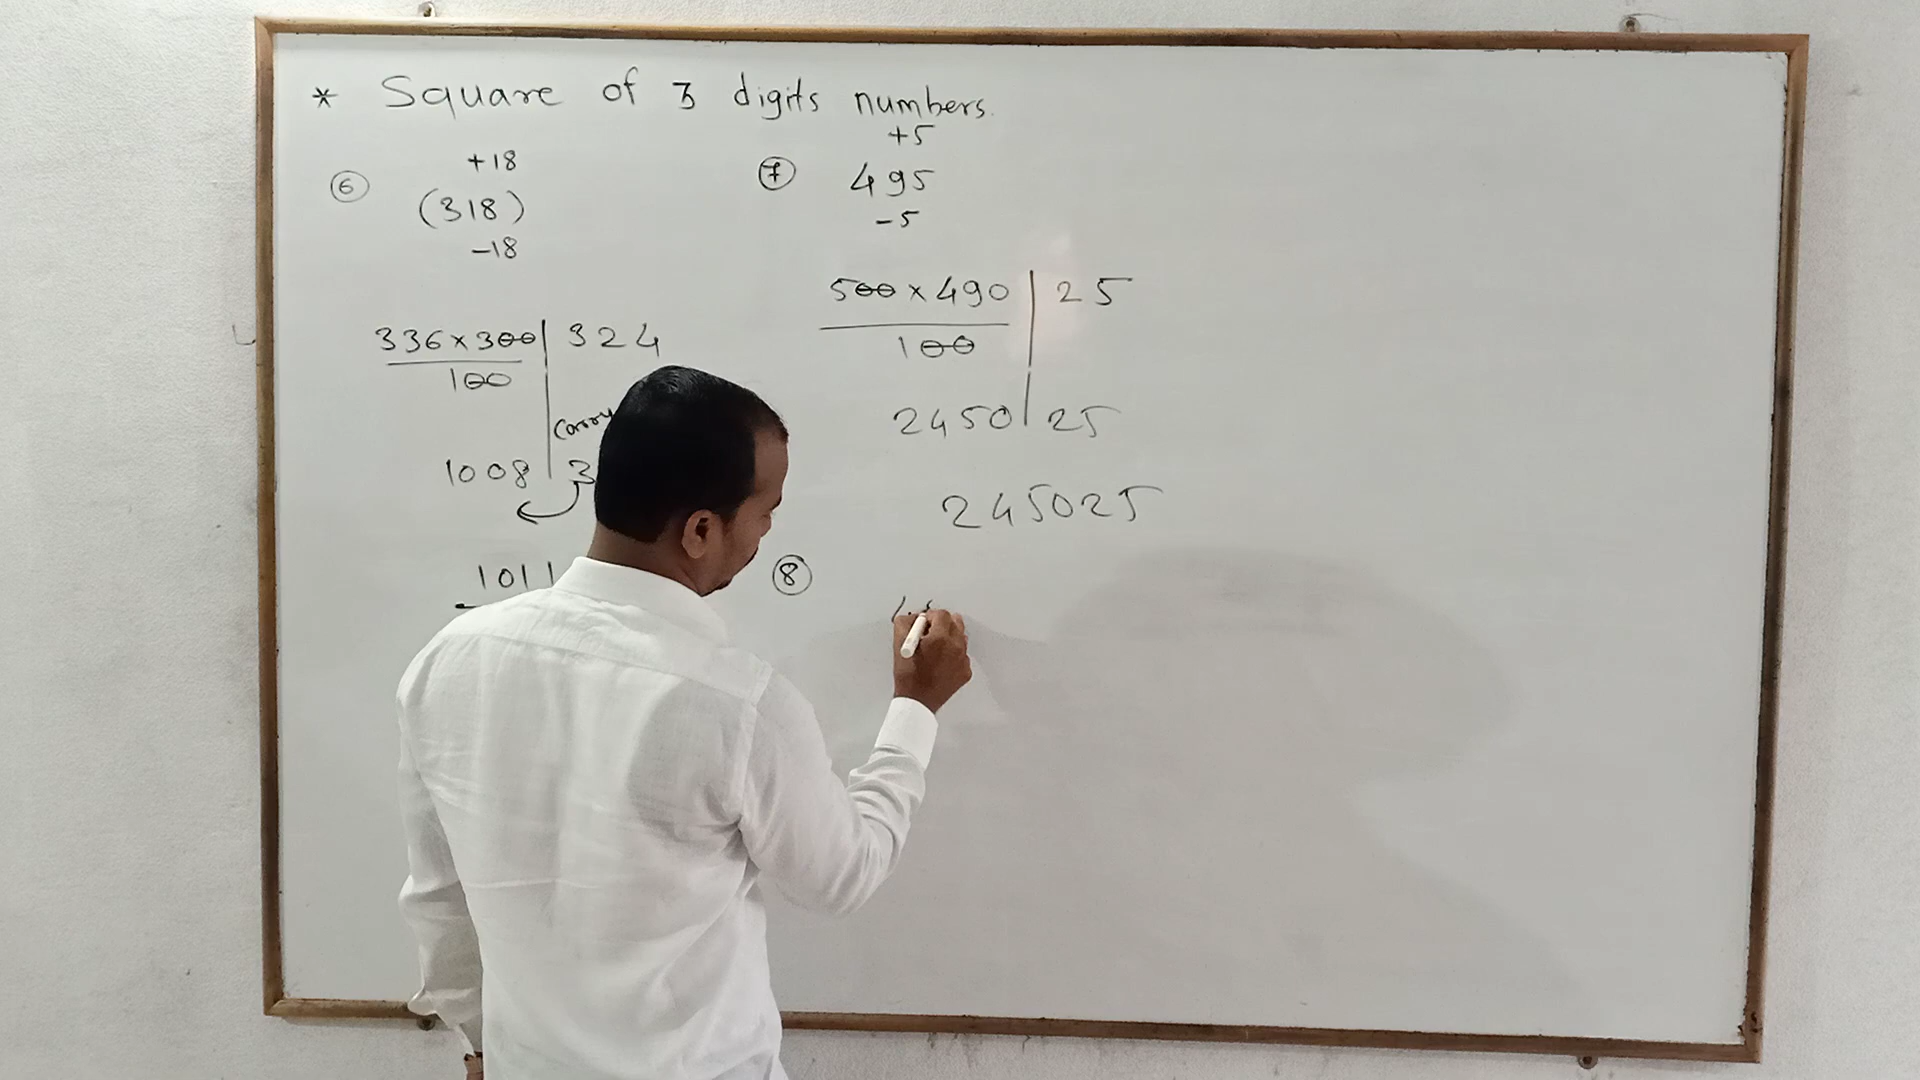 * Square of 3 digits numbers.
6
+18
(318)
-18
336 × 300 | 324
100
Carry
1008 | 3
1011
7
+5
495
-5
500 × 490 | 25
100
2450 | 25
245025
8